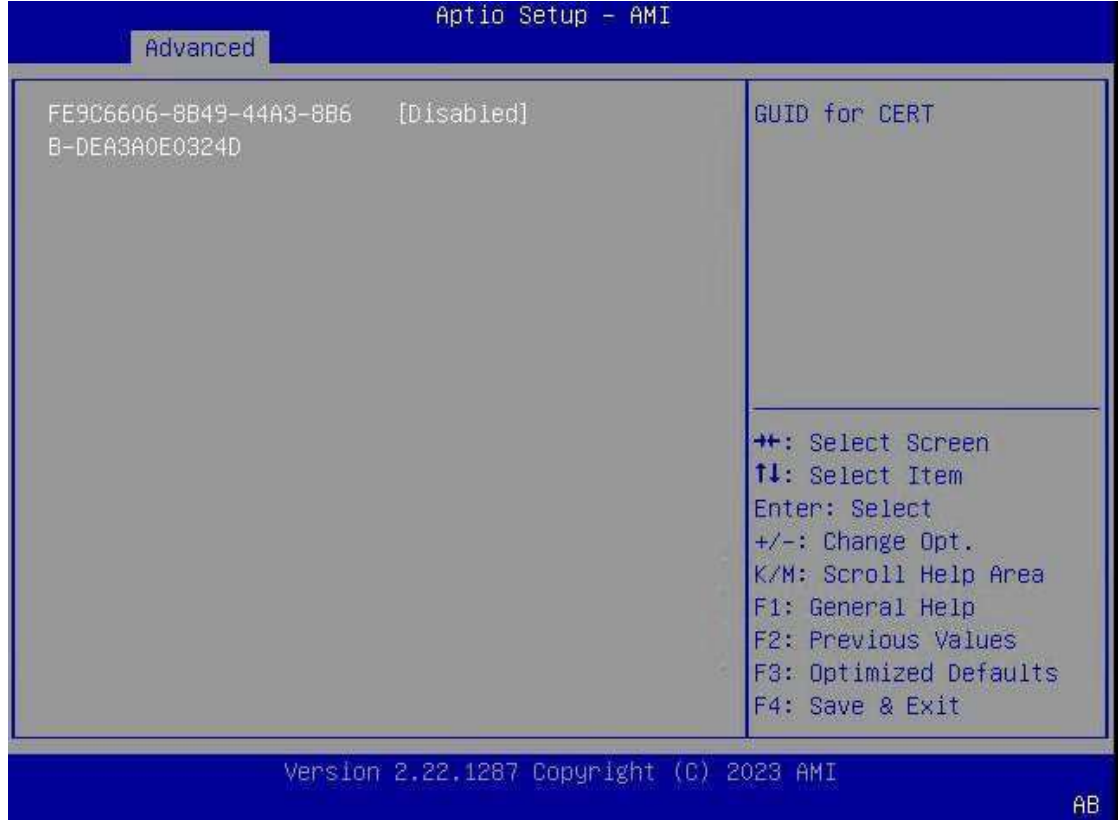 Aptio Setup – AMI
Advanced
FE9C6606-8B49-44A3-8B6 [Disabled]
B-DEA3A0E0324D
GUID for CERT
→←: Select Screen
↑↓: Select Item
Enter: Select
+/-: Change Opt.
K/M: Scroll Help Area
F1: General Help
F2: Previous Values
F3: Optimized Defaults
F4: Save & Exit
Version 2.22.1287 Copyright (C) 2023 AMI
AB